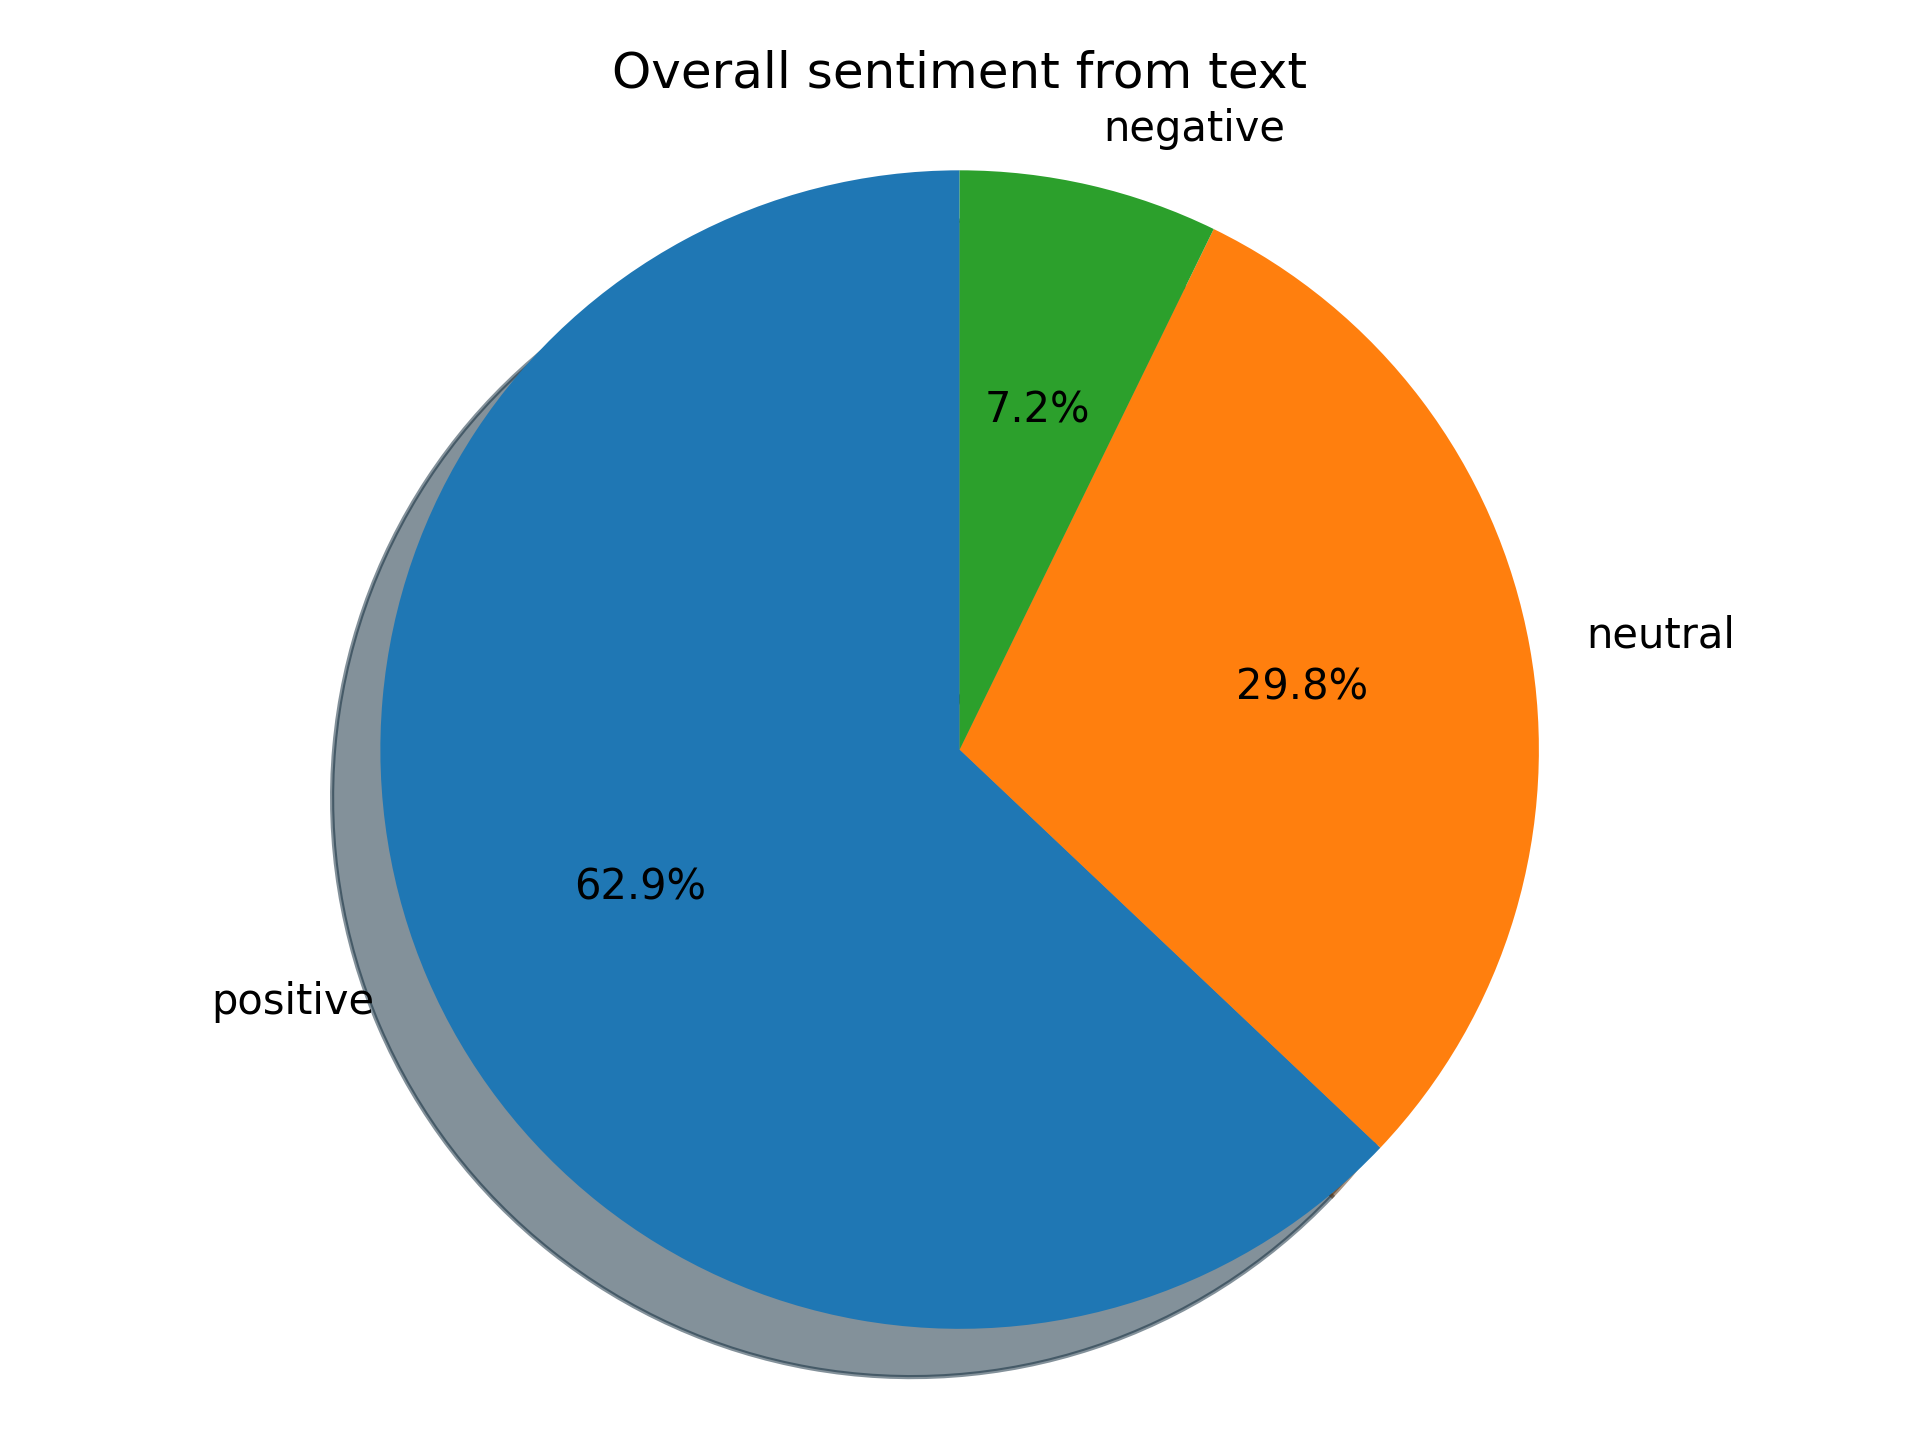 Overall sentiment from text
negative
7.2%
neutral
29.8%
62.9%
positive